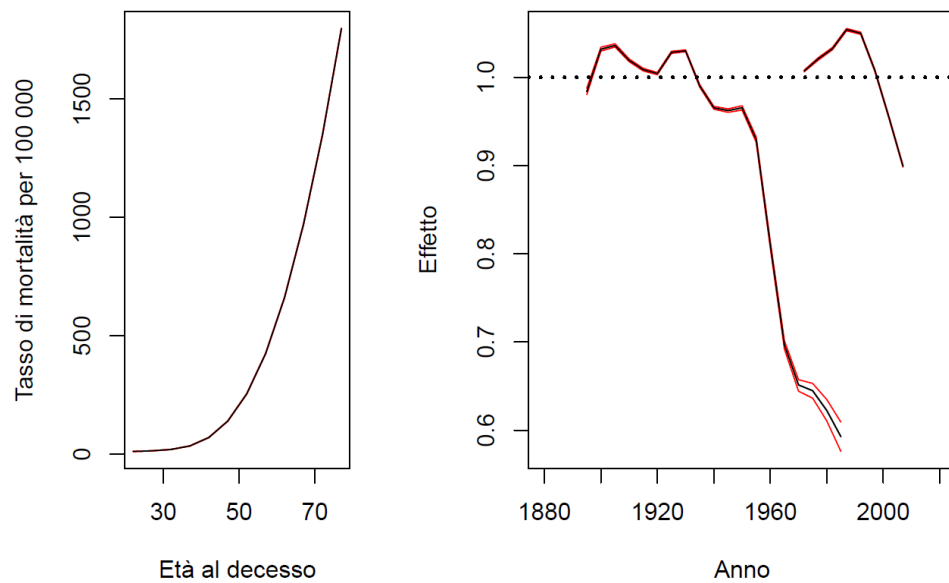 Tasso di mortalità per 100 000
0 500 1000 1500
30 50 70
Età al decesso
Effetto
0.6 0.7 0.8 0.9 1.0
1880 1920 1960 2000
Anno